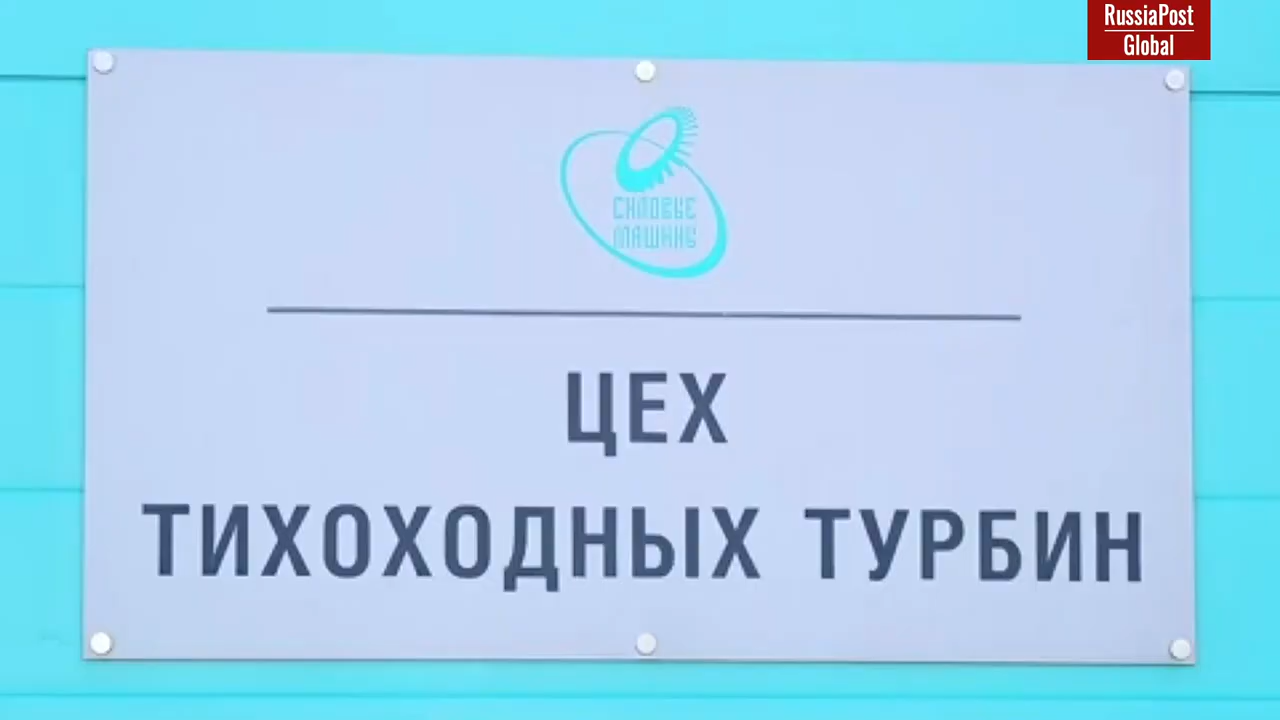 RussiaPost
Global
СИЛОВЫЕ
МАШИНЫ
ЦЕХ
ТИХОХОДНЫХ ТУРБИН